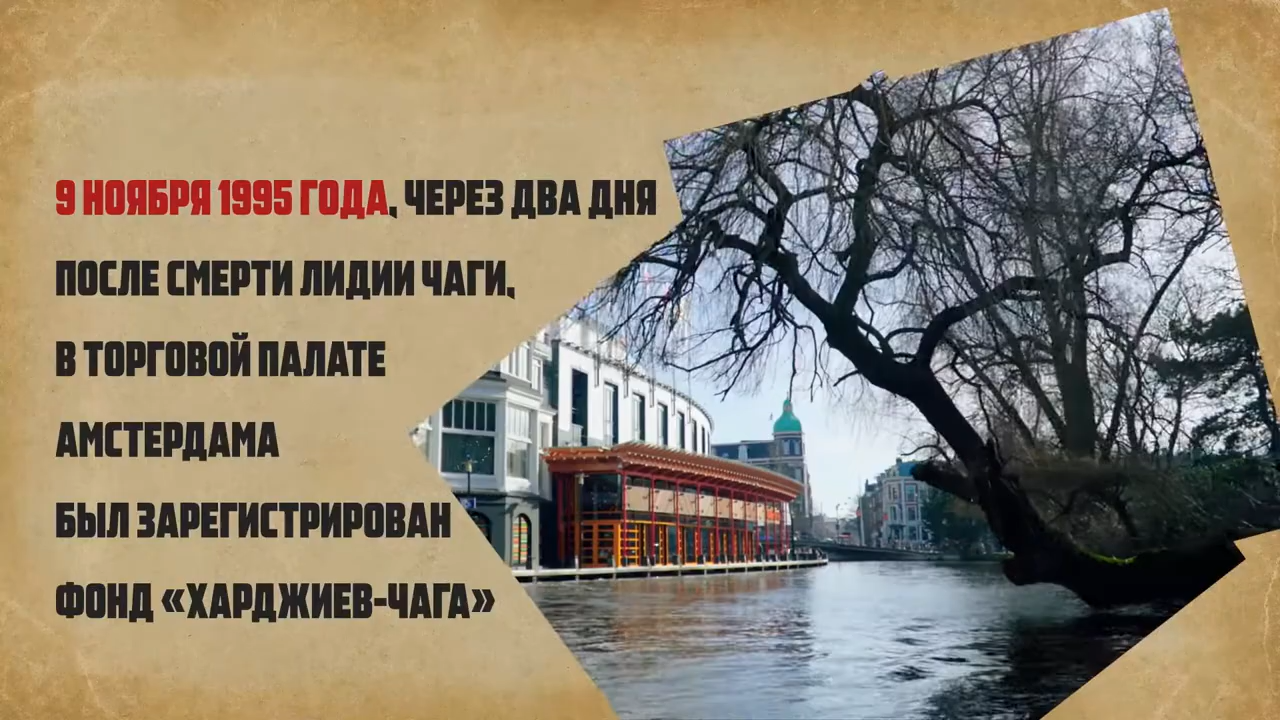 9 НОЯБРЯ 1995 ГОДА, ЧЕРЕЗ ДВА ДНЯ
ПОСЛЕ СМЕРТИ ЛИДИИ ЧАГИ,
В ТОРГОВОЙ ПАЛАТЕ
АМСТЕРДАМА
БЫЛ ЗАРЕГИСТРИРОВАН
ФОНД «ХАРДЖИЕВ-ЧАГА»